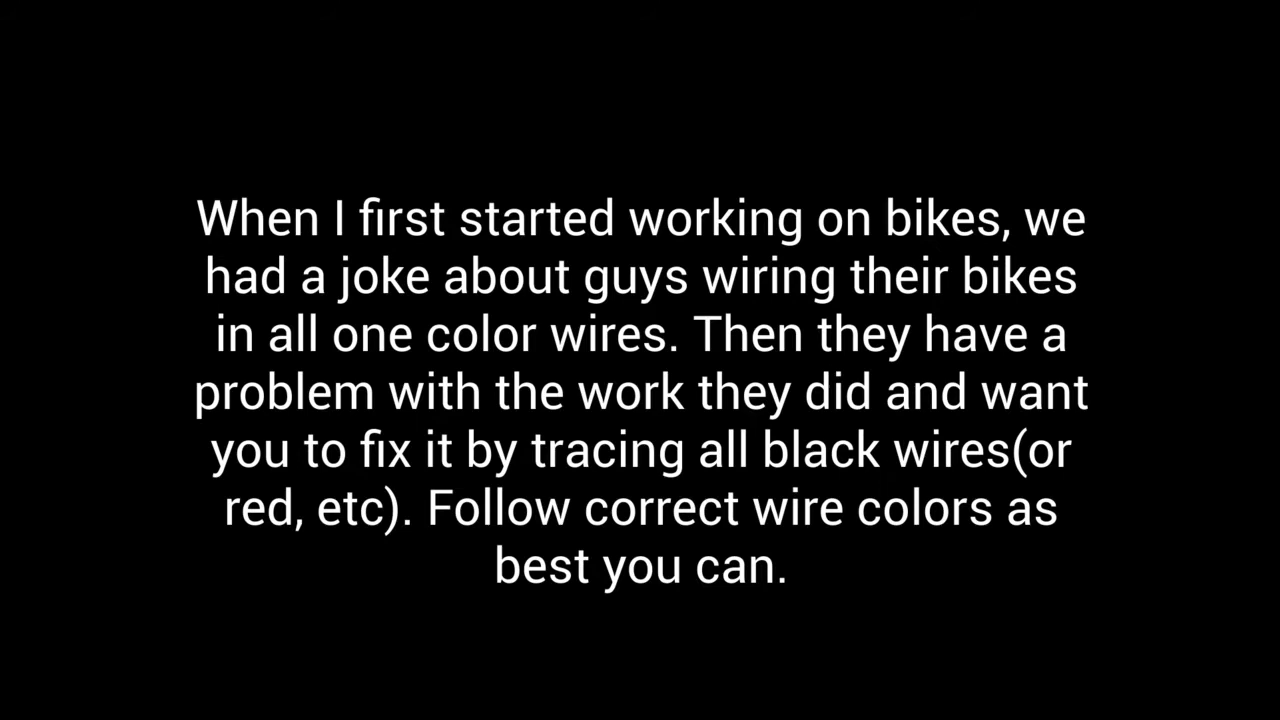 When I first started working on bikes, we
had a joke about guys wiring their bikes
in all one color wires. Then they have a
problem with the work they did and want
you to fix it by tracing all black wires(or
red, etc). Follow correct wire colors as
best you can.